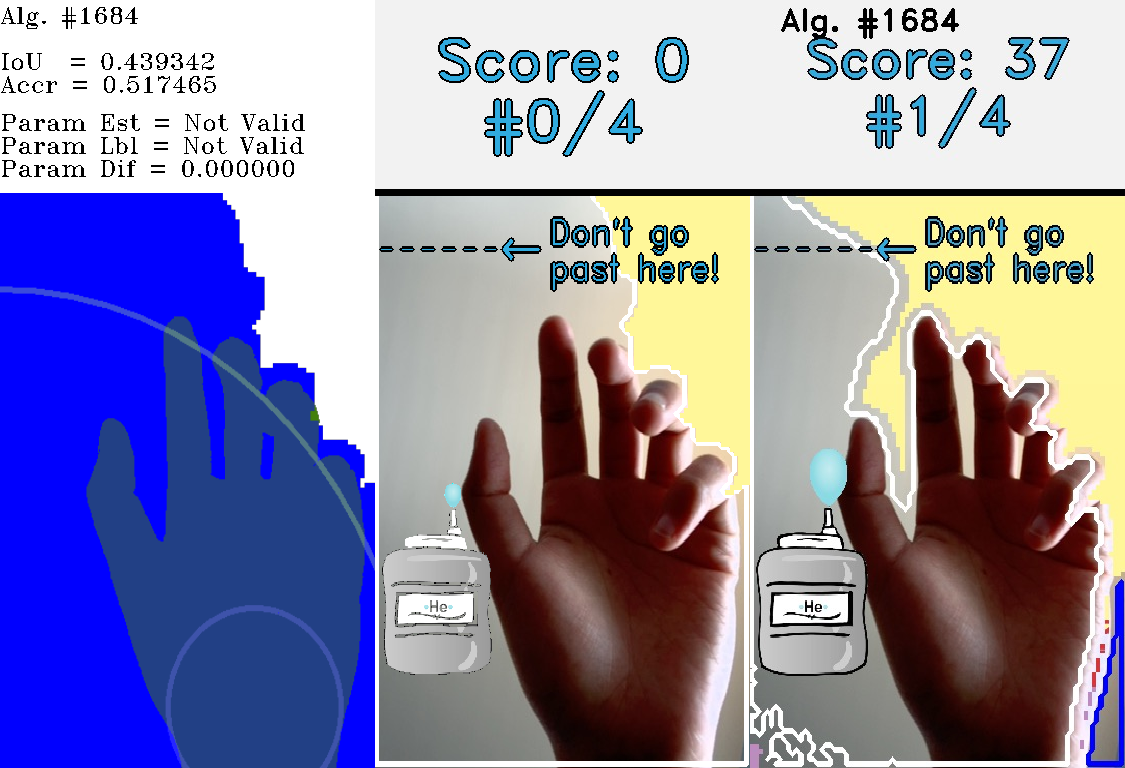 Alg. #1684
IoU = 0.439342
Accr = 0.517465
Param Est = Not Valid
Param Lbl = Not Valid
Param Dif = 0.000000
Score: 0
#0/4
Don't go
past here!
He
Alg. #1684
Score: 37
#1/4
Don't go
past here!
He